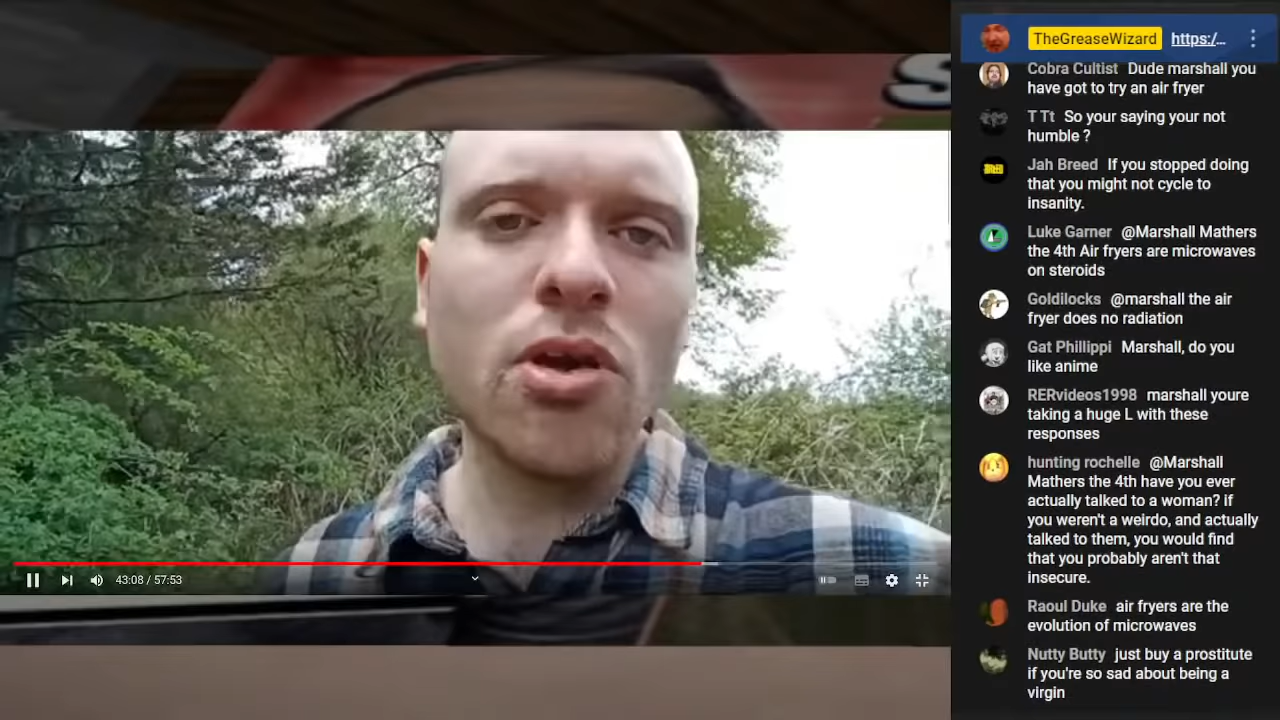 S
TheGreaseWizard https:/...
Cobra Cultist Dude marshall you
have got to try an air fryer
T Tt So your saying your not
humble ?
Jah Breed If you stopped doing
that you might not cycle to
insanity.
Luke Garner @Marshall Mathers
the 4th Air fryers are microwaves
on steroids
Goldilocks @marshall the air
fryer does no radiation
Gat Phillippi Marshall, do you
like anime
RERvideos1998 marshall youre
taking a huge L with these
responses
hunting rochelle @Marshall
Mathers the 4th have you ever
actually talked to a woman? if
you weren't a weirdo, and actually
talked to them, you would find
that you probably aren't that
insecure.
43:08 / 57:53
Raoul Duke air fryers are the
evolution of microwaves
Nutty Butty just buy a prostitute
if you're so sad about being a
virgin